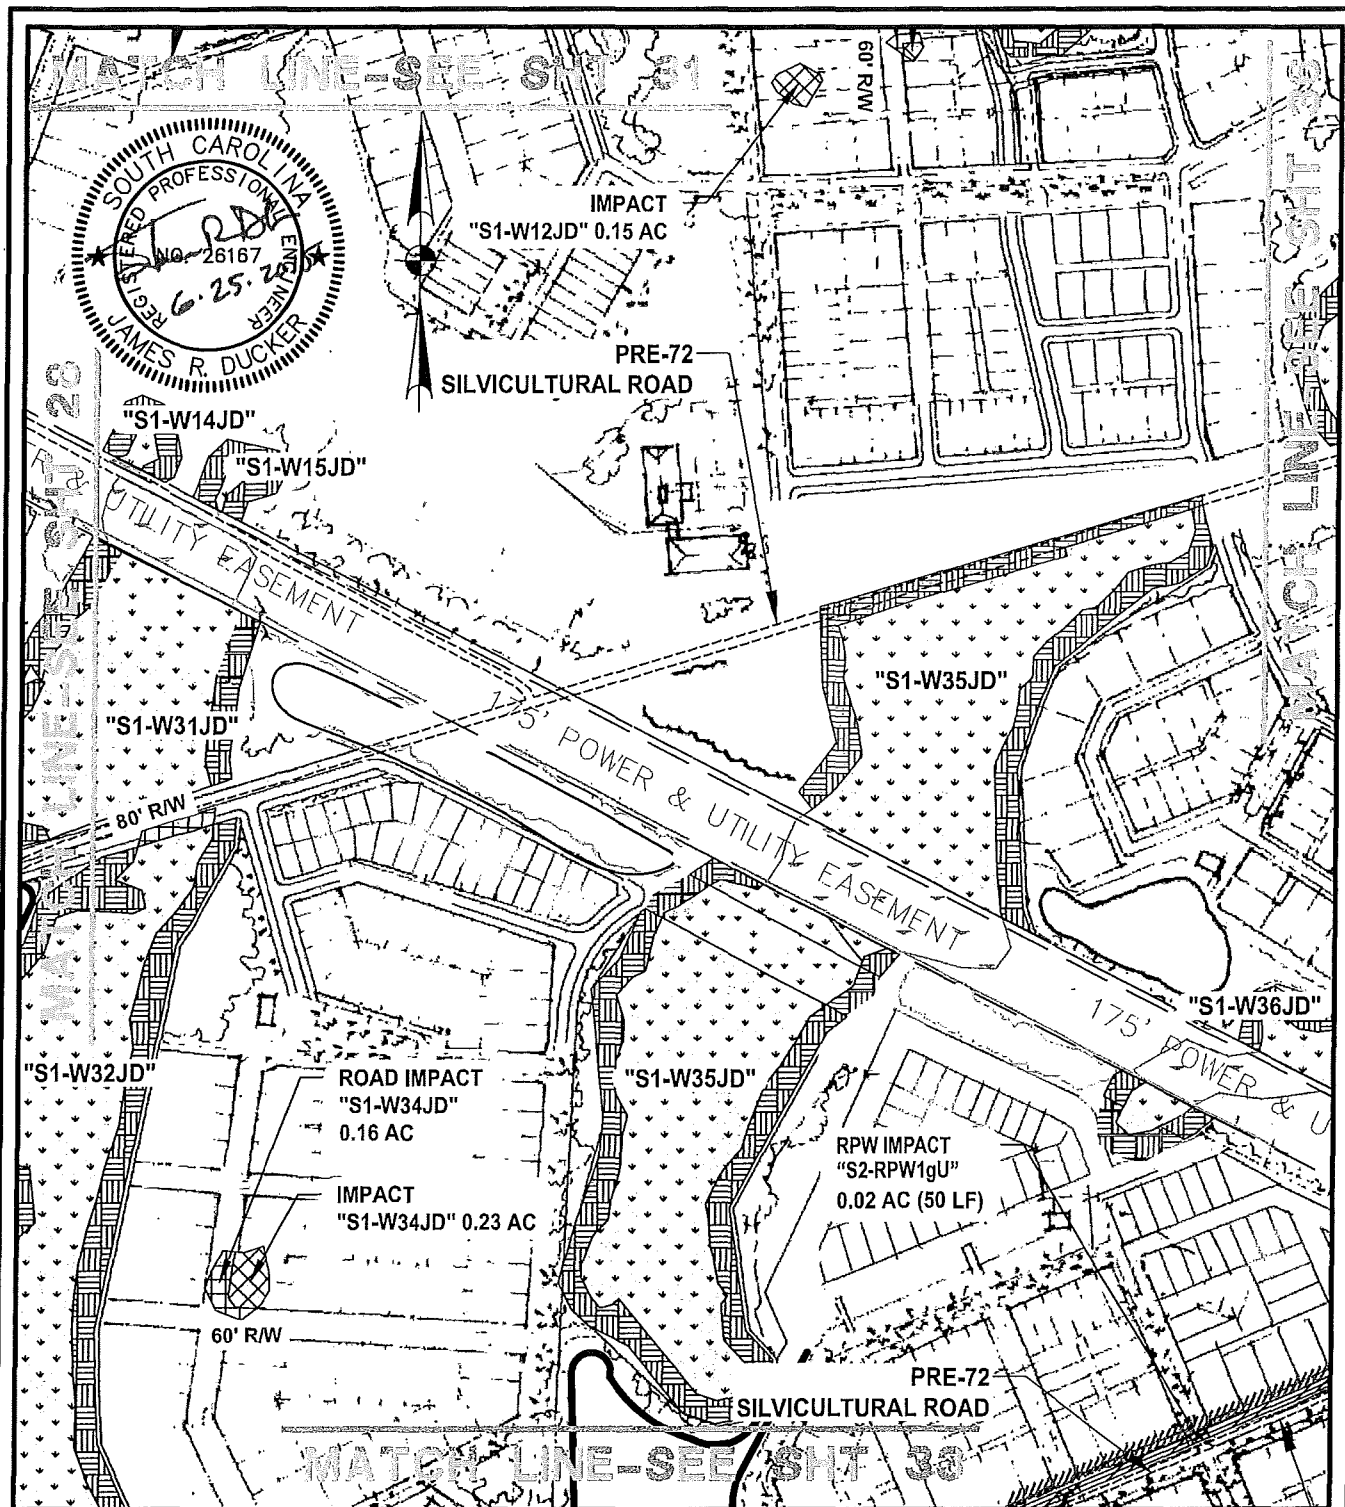 MATCH LINE-SEE SHT 31
60' R/W
SOUTH CAROLINA
REGISTERED PROFESSIONAL ENGINEER
NO. 26167
JAMES R. DUCKER
IMPACT
"S1-W12JD" 0.15 AC
PRE-72
SILVICULTURAL ROAD
MATCH LINE-SEE SHT
MATCH LINE-SEE SHT 28
"S1-W14JD"
"S1-W15JD"
R &
UTILITY EASEMENT
"S1-W35JD"
"S1-W31JD"
175' POWER & UTILITY EASEMENT
80' R/W
"S1-W36JD"
175' POWER & U
"S1-W32JD"
ROAD IMPACT
"S1-W34JD"
0.16 AC
"S1-W35JD"
RPW IMPACT
"S2-RPW1gU"
0.02 AC (50 LF)
IMPACT
"S1-W34JD" 0.23 AC
60' R/W
PRE-72
SILVICULTURAL ROAD
MATCH LINE-SEE SHT 33